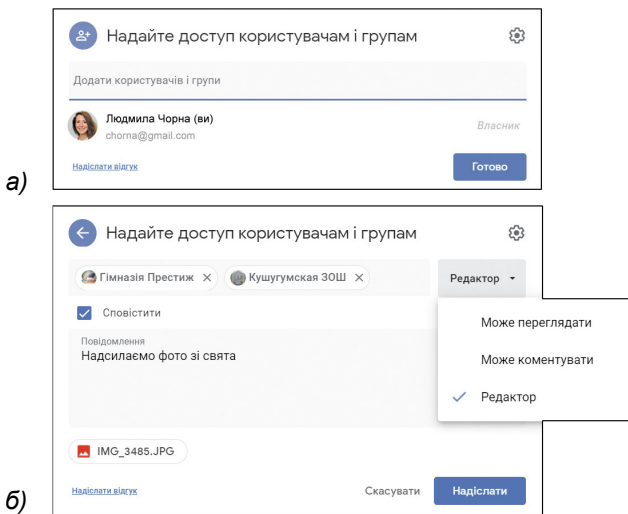 Надайте доступ користувачам і групам
Додати користувачів і групи
Людмила Чорна (ви)
chorna@gmail.com
Власник
Надіслати відгук
Готово
а)
Надайте доступ користувачам і групам
Гімназія Престиж
Кушугумская ЗОШ
Редактор
Сповістити
Може переглядати
Повідомлення
Надсилаємо фото зі свята
Може коментувати
Редактор
IMG_3485.JPG
Надіслати відгук
Скасувати
Надіслати
б)